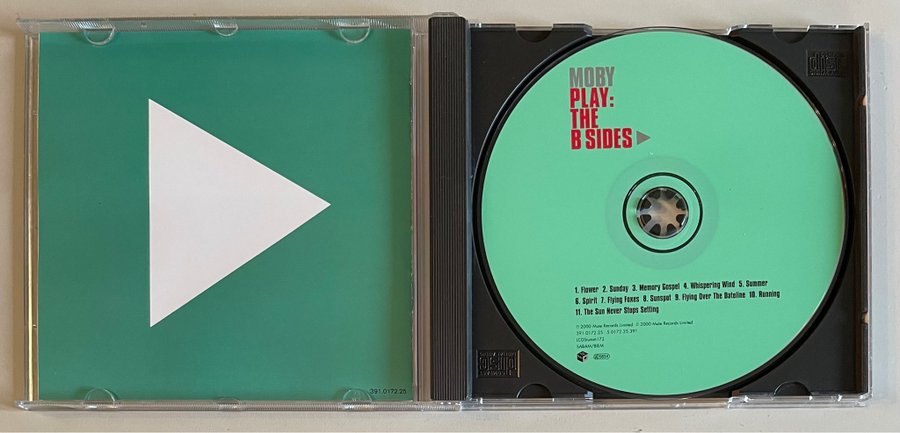 391.0172.25
MOBY
PLAY:
THE
B SIDES
1. Flower 2. Sunday 3. Memory Gospel 4. Whispering Wind 5. Summer
6. Spirit 7. Flying Foxes 8. Sunspot 9. Flying Over The Dateline 10. Running
11. The Sun Never Stops Setting
℗ 2000 Mute Records Limited © 2000 Mute Records Limited
391.0172.25
LCDStumm172
SABAM/BIEM